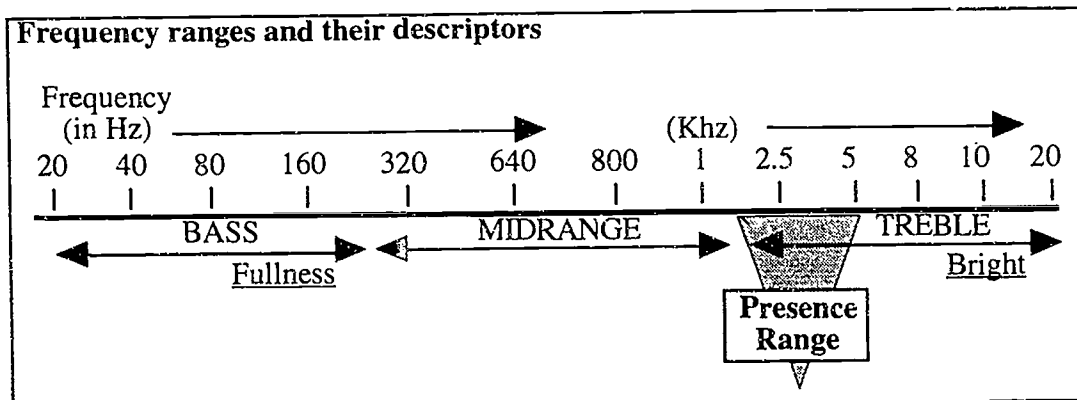 Frequency ranges and their descriptors
Frequency
(in Hz)
(Khz)
20 40 80 160 320 640 800 1 2.5 5 8 10 20
BASS MIDRANGE TREBLE
Fullness Bright
Presence
Range